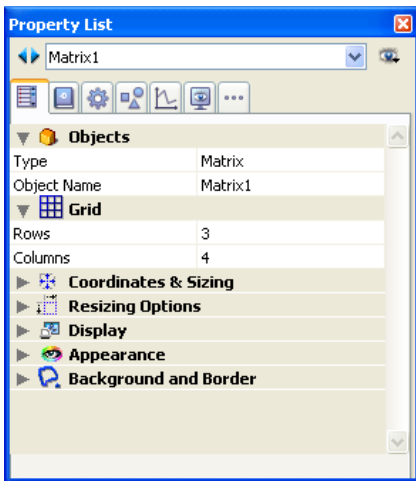 Property List
Matrix1
Objects
Type Matrix
Object Name Matrix1
Grid
Rows 3
Columns 4
Coordinates & Sizing
Resizing Options
Display
Appearance
Background and Border